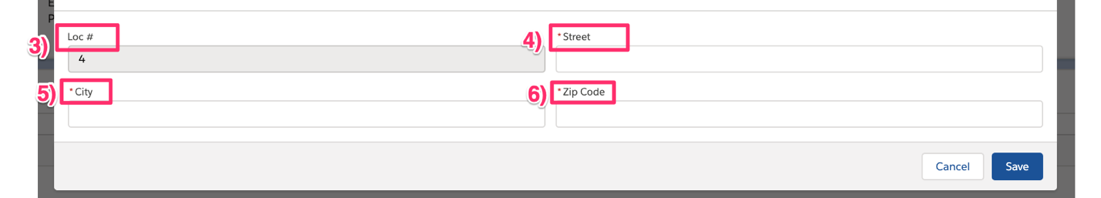 E
P
3) Loc # 4) *Street
4
5) *City 6) *Zip Code
Cancel Save